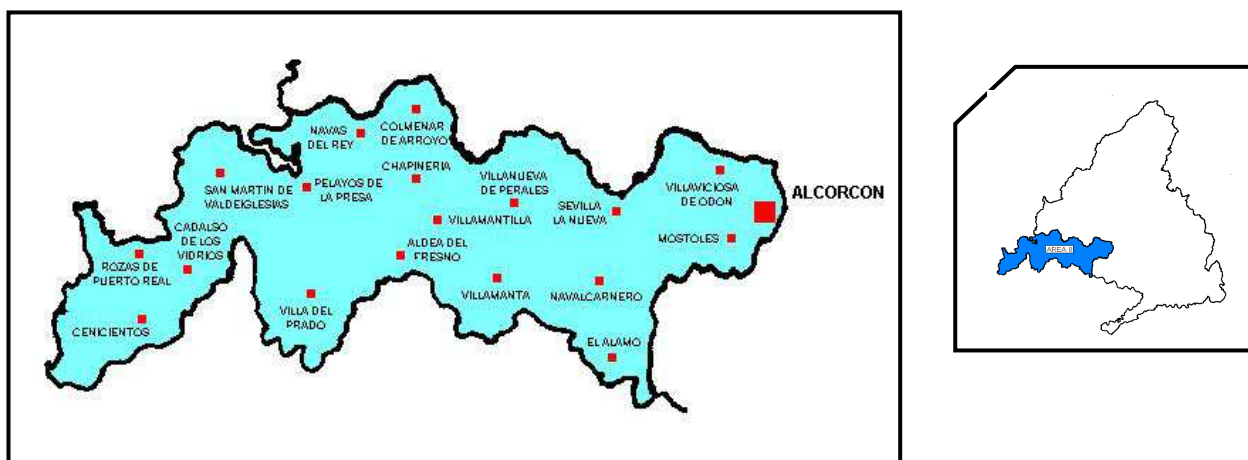 NAVAS
DEL REY
COLMENAR
DE ARROYO
CHAPINERIA
VILLANUEVA
DE PERALES
VILLAVICIOSA
DE ODON
ALCORCON
SAN MARTIN DE
VALDEIGLESIAS
PELAYOS DE
LA PRESA
VILLAMANTILLA
SEVILLA
LA NUEVA
MOSTOLES
CADALSO
DE LOS
VIDRIOS
ROZAS DE
PUERTO REAL
ALDEA DEL
FRESNO
VILLAMANTA
NAVALCARNERO
VILLA DEL
PRADO
CENICIENTOS
EL ALAMO
AREA 8